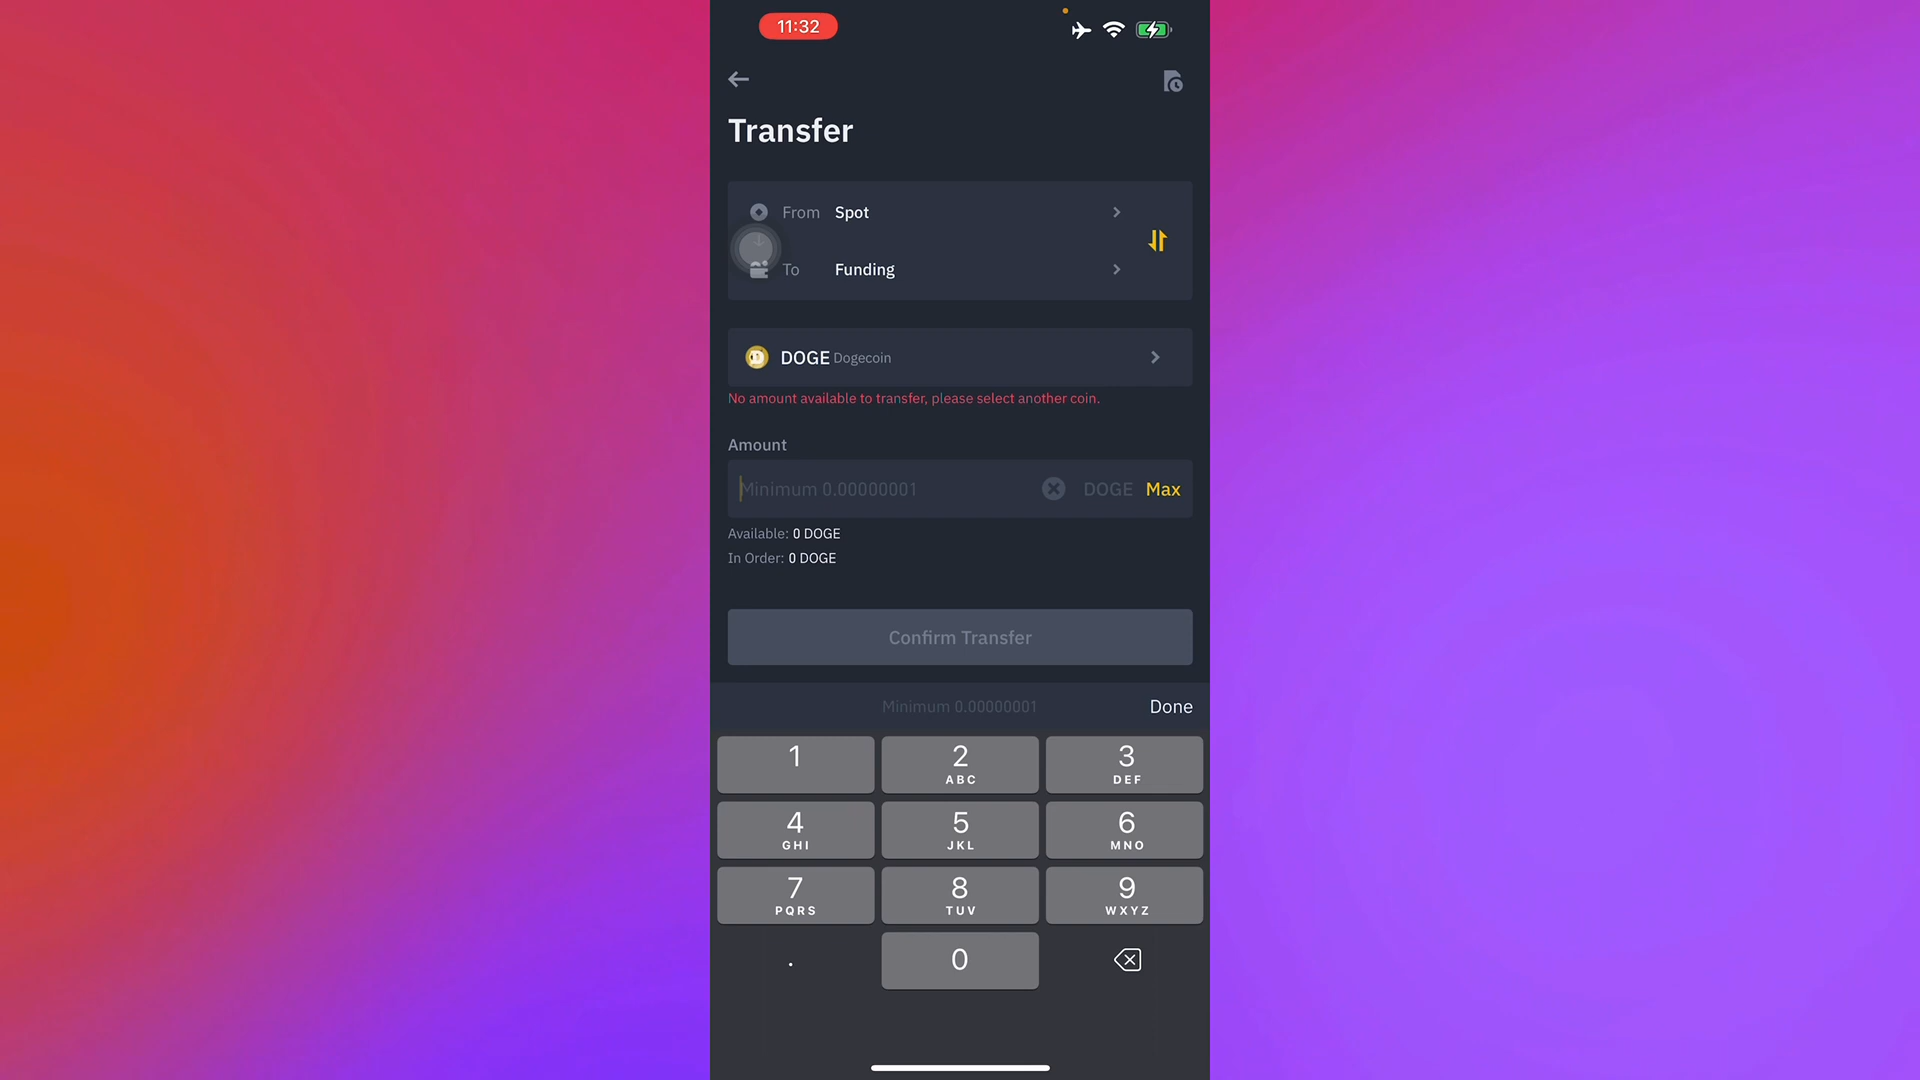 11:32
Transfer
From Spot
To Funding
DOGE Dogecoin
No amount available to transfer, please select another coin.
Amount
Minimum 0.00000001 DOGE Max
Available: 0 DOGE
In Order: 0 DOGE
Confirm Transfer
Minimum 0.00000001 Done
1 2 3
ABC DEF
4 5 6
GHI JKL MNO
7 8 9
PQRS TUV WXYZ
. 0